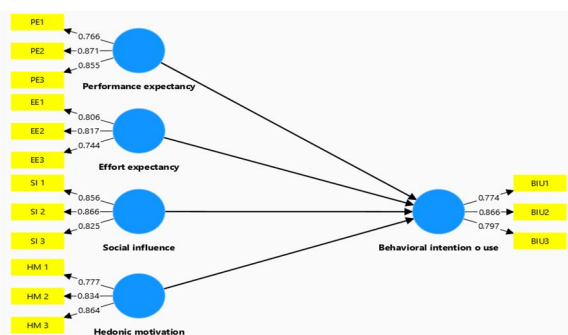 PE1
0.766
PE2
0.871
0.855
PE3
Performance expectancy
EE1
0.806
EE2
0.817
0.744
EE3
Effort expectancy
SI 1
0.856
SI 2
0.866
0.825
SI 3
Social influence
HM 1
0.777
HM 2
0.834
0.864
HM 3
Hedonic motivation
BIU1
0.774
0.866
BIU2
0.797
BIU3
Behavioral intention o use